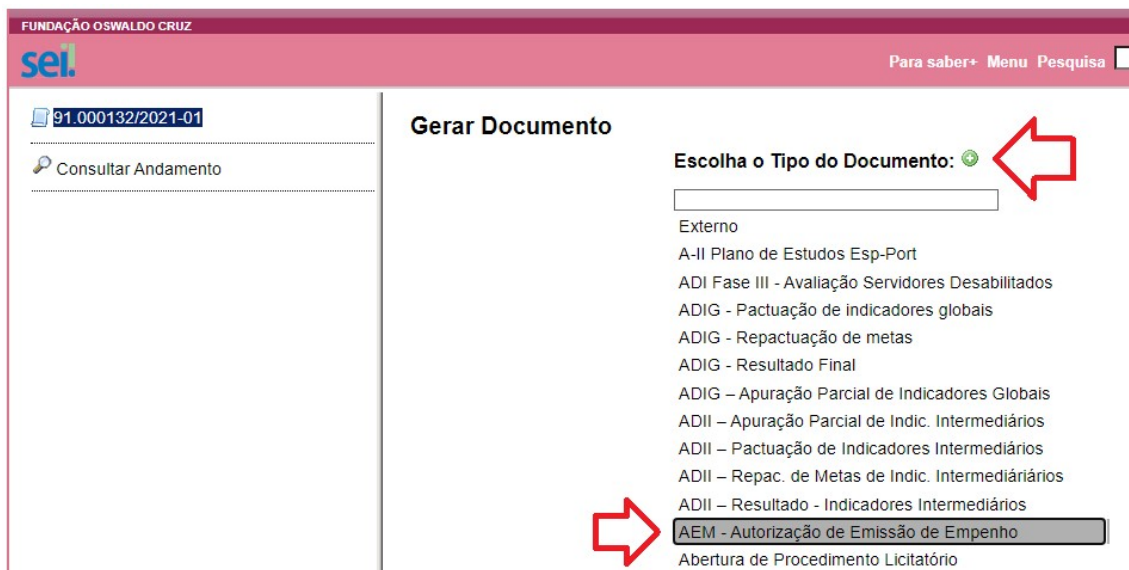 FUNDAÇÃO OSWALDO CRUZ
sei!
Para saber+ Menu Pesquisa
91.000132/2021-01
Consultar Andamento
Gerar Documento
Escolha o Tipo do Documento:
Externo
A-II Plano de Estudos Esp-Port
ADI Fase III - Avaliação Servidores Desabilitados
ADIG - Pactuação de indicadores globais
ADIG - Repactuação de metas
ADIG - Resultado Final
ADIG – Apuração Parcial de Indicadores Globais
ADII – Apuração Parcial de Indic. Intermediários
ADII – Pactuação de Indicadores Intermediários
ADII – Repac. de Metas de Indic. Intermediáriários
ADII – Resultado - Indicadores Intermediários
AEM - Autorização de Emissão de Empenho
Abertura de Procedimento Licitatório